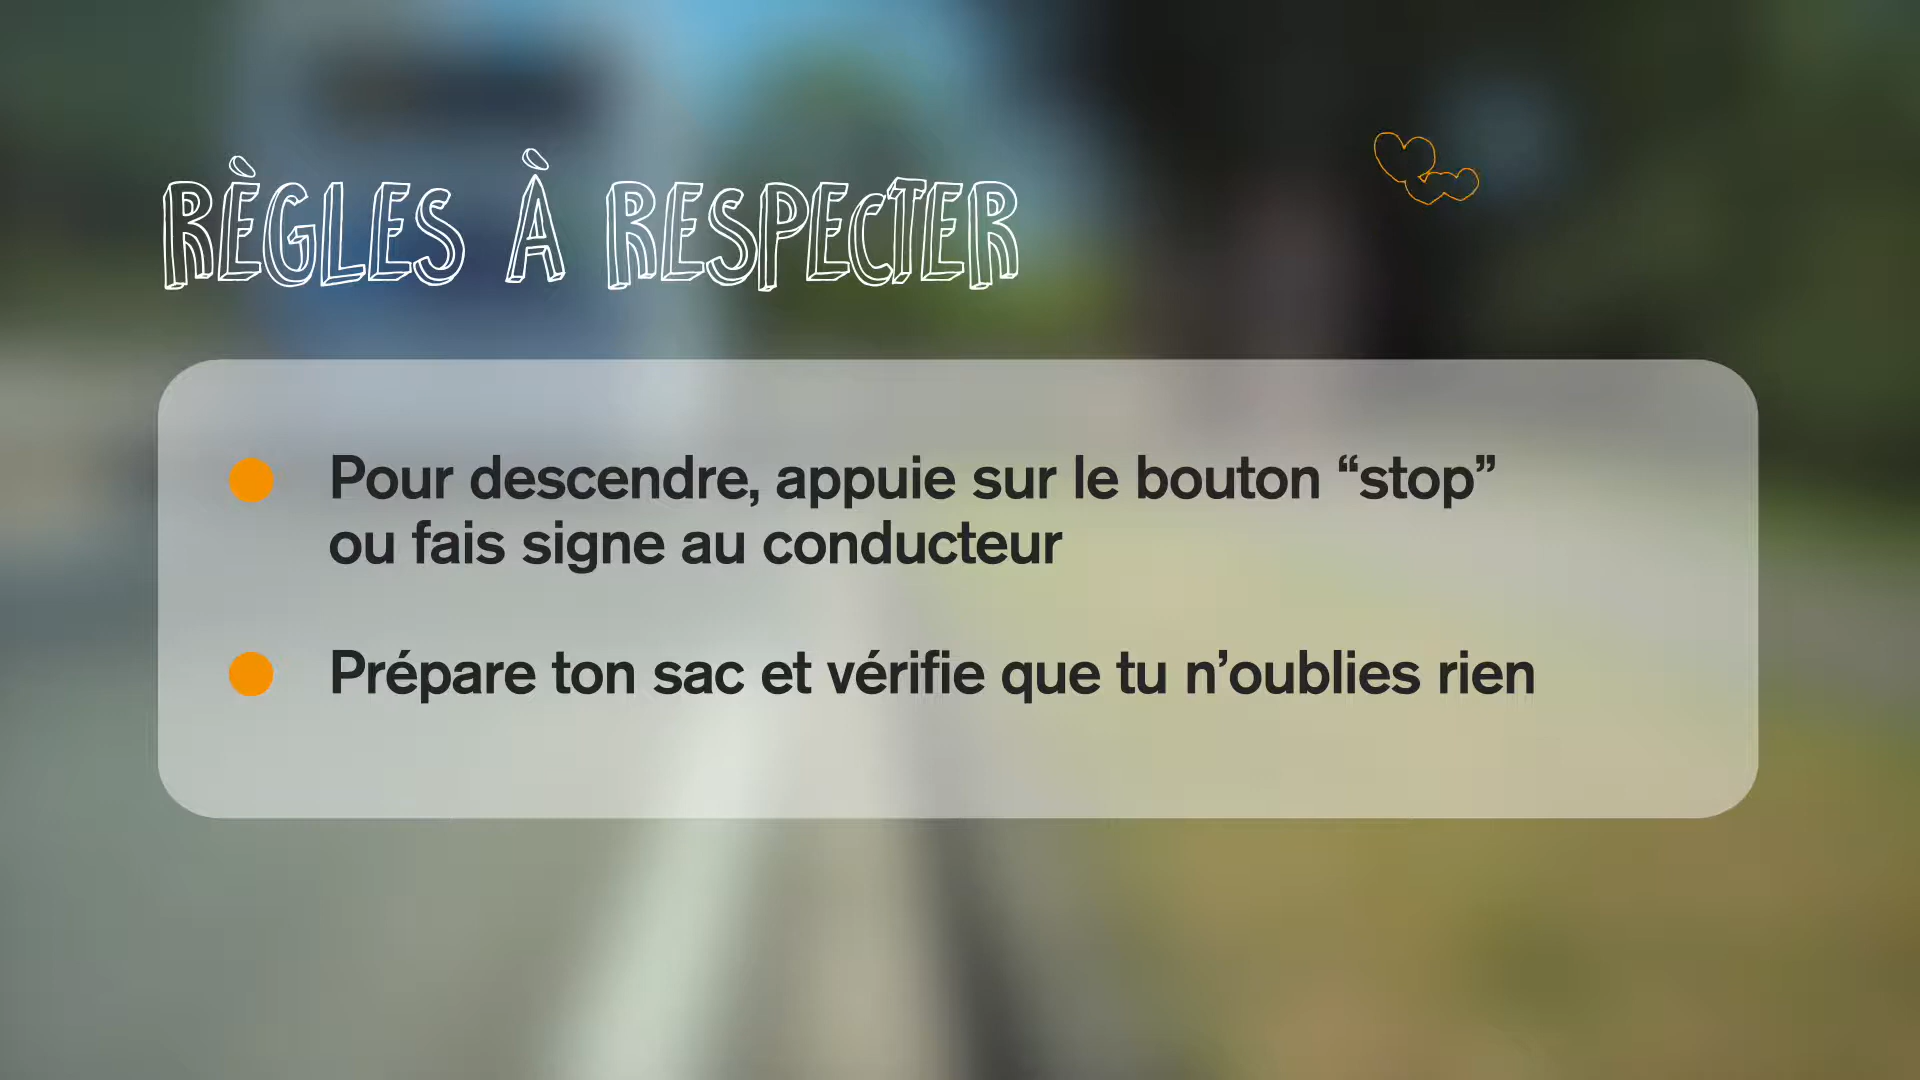 RÈGLES À RESPECTER
Pour descendre, appuie sur le bouton “stop”
ou fais signe au conducteur
Prépare ton sac et vérifie que tu n’oublies rien